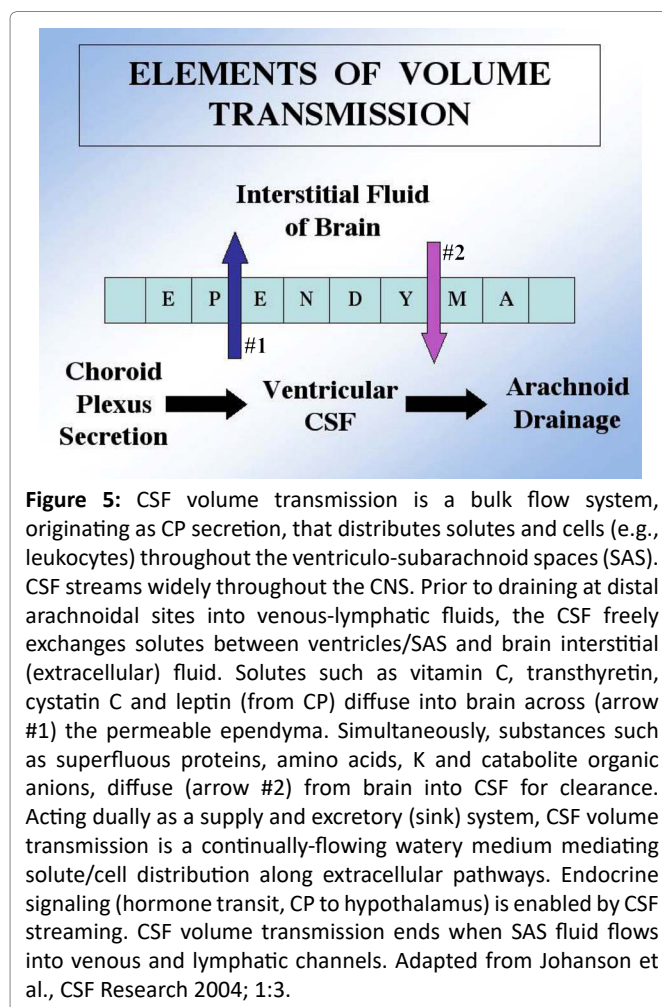 ELEMENTS OF VOLUME
TRANSMISSION
Interstitial Fluid
of Brain
#2
E P E N D Y M A
#1
Choroid
Plexus
Secretion
Ventricular
CSF
Arachnoid
Drainage
Figure 5: CSF volume transmission is a bulk flow system,
originating as CP secretion, that distributes solutes and cells (e.g.,
leukocytes) throughout the ventriculo-subarachnoid spaces (SAS).
CSF streams widely throughout the CNS. Prior to draining at distal
arachnoidal sites into venous-lymphatic fluids, the CSF freely
exchanges solutes between ventricles/SAS and brain interstitial
(extracellular) fluid. Solutes such as vitamin C, transthyretin,
cystatin C and leptin (from CP) diffuse into brain across (arrow
#1) the permeable ependyma. Simultaneously, substances such
as superfluous proteins, amino acids, K and catabolite organic
anions, diffuse (arrow #2) from brain into CSF for clearance.
Acting dually as a supply and excretory (sink) system, CSF volume
transmission is a continually-flowing watery medium mediating
solute/cell distribution along extracellular pathways. Endocrine
signaling (hormone transit, CP to hypothalamus) is enabled by CSF
streaming. CSF volume transmission ends when SAS fluid flows
into venous and lymphatic channels. Adapted from Johanson et
al., CSF Research 2004; 1:3.